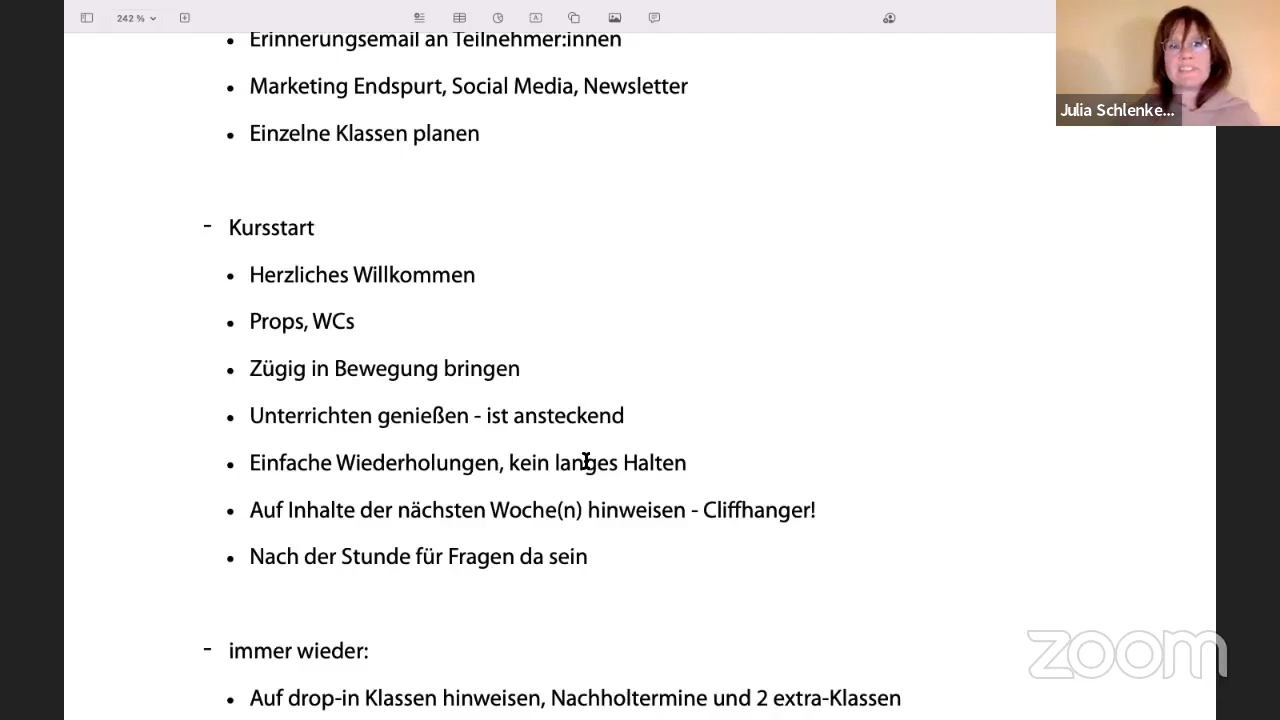 242 %
Erinnerungsemail an Teilnehmer:innen
Marketing Endspurt, Social Media, Newsletter
Einzelne Klassen planen
Julia Schlenke...
- Kursstart
Herzliches Willkommen
Props, WCs
Zügig in Bewegung bringen
Unterrichten genießen - ist ansteckend
Einfache Wiederholungen, kein langes Halten
Auf Inhalte der nächsten Woche(n) hinweisen - Cliffhanger!
Nach der Stunde für Fragen da sein
- immer wieder:
Auf drop-in Klassen hinweisen, Nachholtermine und 2 extra-Klassen
zoom